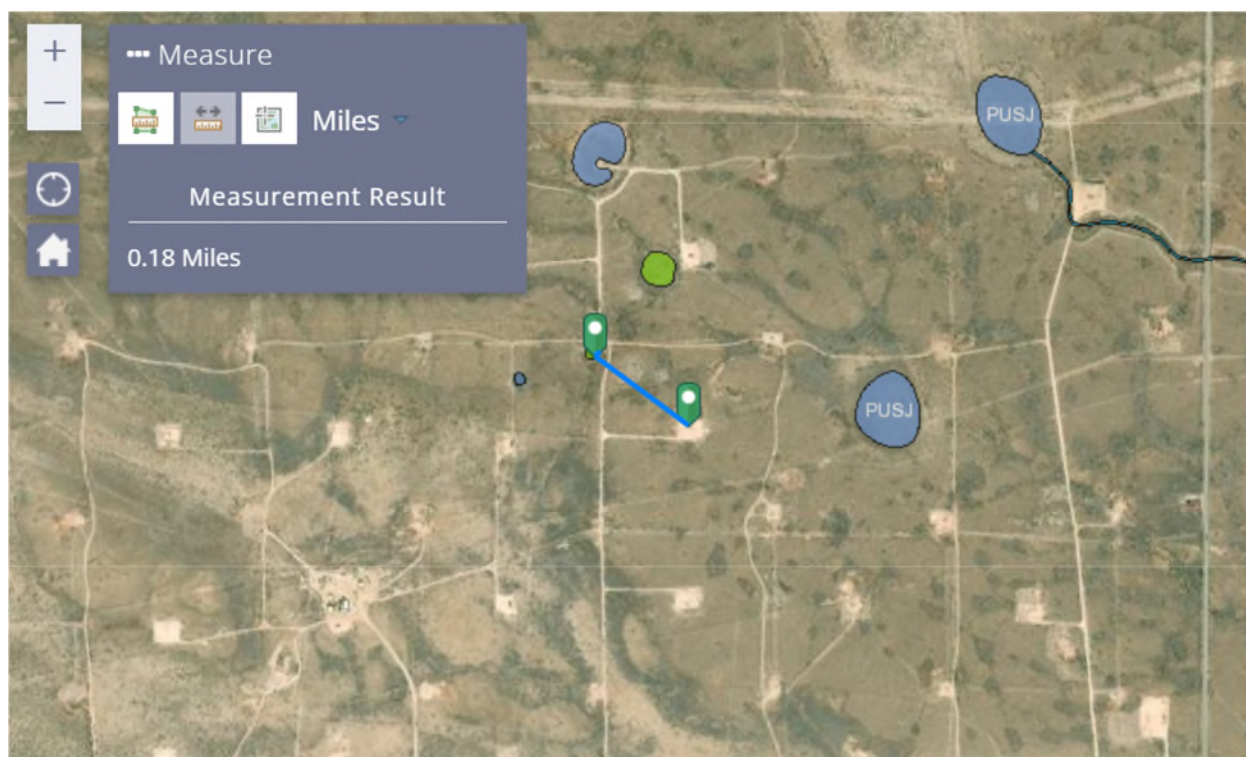 +
Measure
−
Miles
Measurement Result
0.18 Miles
PUSJ
PUSJ